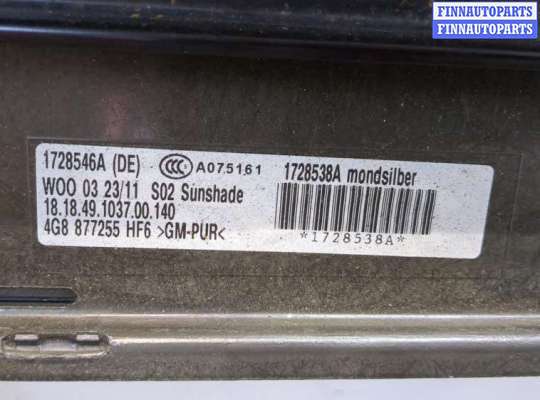 FINNAUTOPARTS
FINNAUTOPARTS
1728546A (DE) CCC A075161 1728538A mondsilber
WOO 03 23/11 S02 Sunshade
18.18.49.1037.00.140
4G8 877255 HF6 >GM-PUR<
*1728538A*